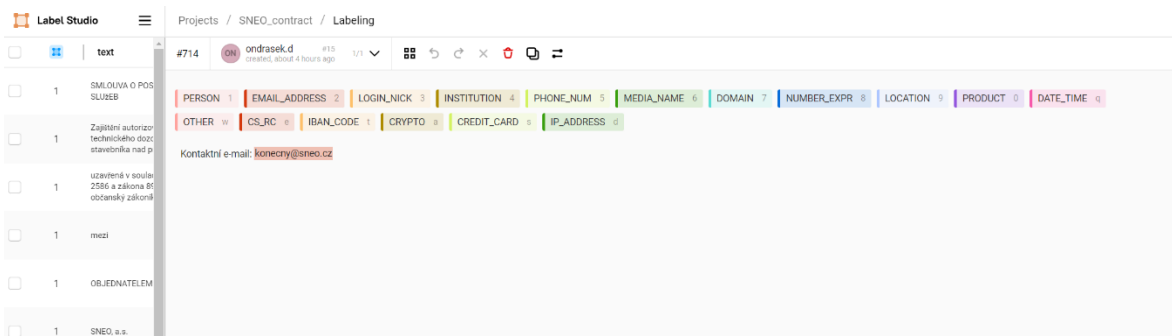 Label Studio
Projects / SNEO_contract / Labeling
text
#714
ON
ondrasek.d
#15
created, about 4 hours ago
1/1
1
SMLOUVA O POS
SLUžEB
PERSON 1 EMAIL_ADDRESS 2 LOGIN_NICK 3 INSTITUTION 4 PHONE_NUM 5 MEDIA_NAME 6 DOMAIN 7 NUMBER_EXPR 8 LOCATION 9 PRODUCT 0 DATE_TIME q
OTHER w CS_RC e IBAN_CODE t CRYPTO a CREDIT_CARD s IP_ADDRESS d
Kontaktní e-mail: konecny@sneo.cz
1
Zajištění autorizo
technického dozo
stavebníka nad p
1
uzavřená v soula
2586 a zákona 89
občanský zákoník
1
mezi
1
OBJEDNATELEM
1
SNEO, a.s.